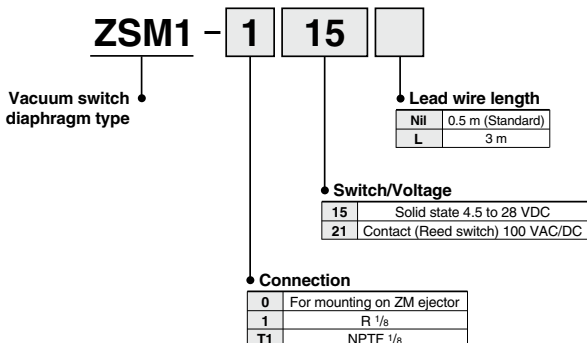 ZSM1 - 1 15
Vacuum switch
diaphragm type
Lead wire length
Nil 0.5 m (Standard)
L 3 m
Switch/Voltage
15 Solid state 4.5 to 28 VDC
21 Contact (Reed switch) 100 VAC/DC
Connection
0 For mounting on ZM ejector
1 R 1/8
T1 NPTF 1/8